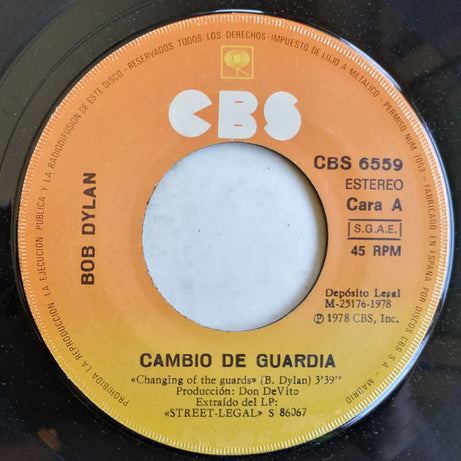 PROHIBIDA LA REPRODUCCION, LA EJECUCION PUBLICA Y LA RADIODIFUSION DE ESTE DISCO - RESERVADOS TODOS LOS DERECHOS - IMPUESTO DE LUJO A METALICO - PERMISO NUM 7053 - FABRICADO EN ESPAÑA POR DISCOS CBS S.A - MADRID
CBS
BOB DYLAN
CBS 6559
ESTEREO
Cara A
S.G.A.E.
45 RPM
Depósito Legal
M-25176-1978
Ⓟ 1978 CBS, Inc.
CAMBIO DE GUARDIA
«Changing of the guards» (B. Dylan) 3'39"
Producción: Don DeVito
Extraído del LP:
«STREET-LEGAL» S 86067